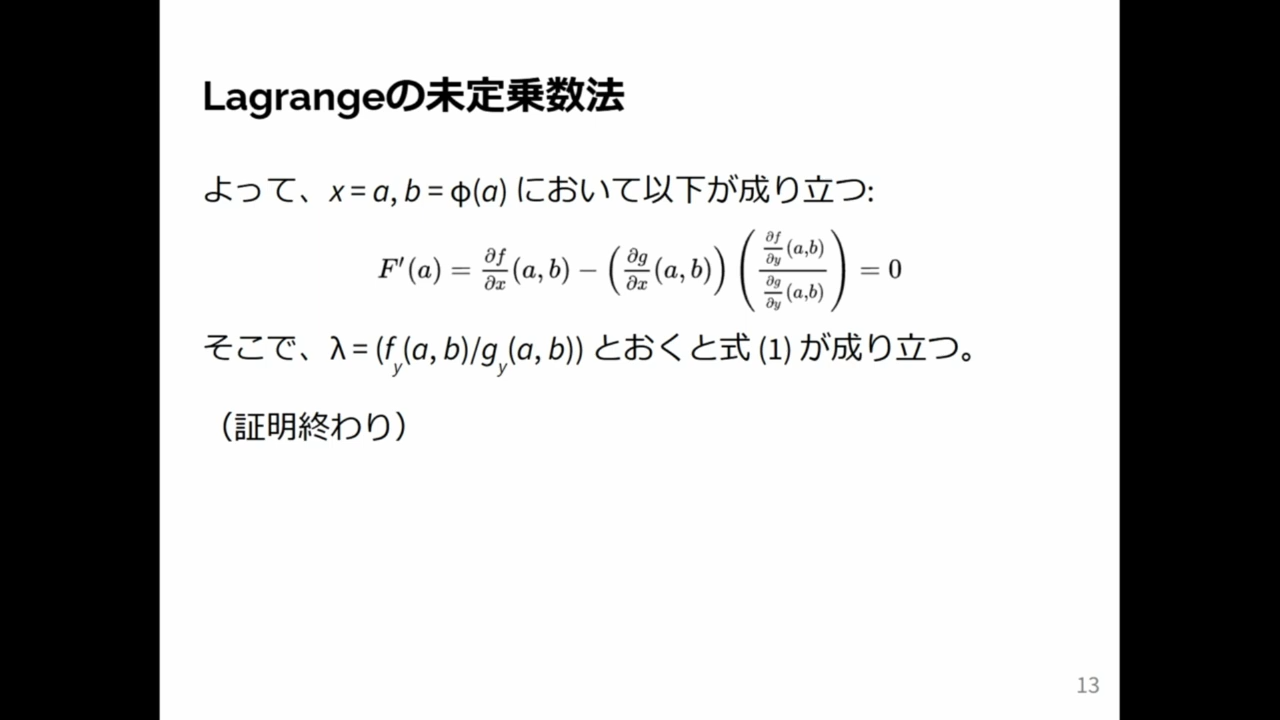 Lagrangeの未定乗数法
よって、x = a, b = φ(a) において以下が成り立つ:
F′(a) = ∂f/∂x (a, b) − (∂g/∂x (a, b)) (∂f/∂y (a,b) / ∂g/∂y (a,b)) = 0
そこで、λ = (f_y(a, b)/g_y(a, b)) とおくと式 (1) が成り立つ。
（証明終わり）
13